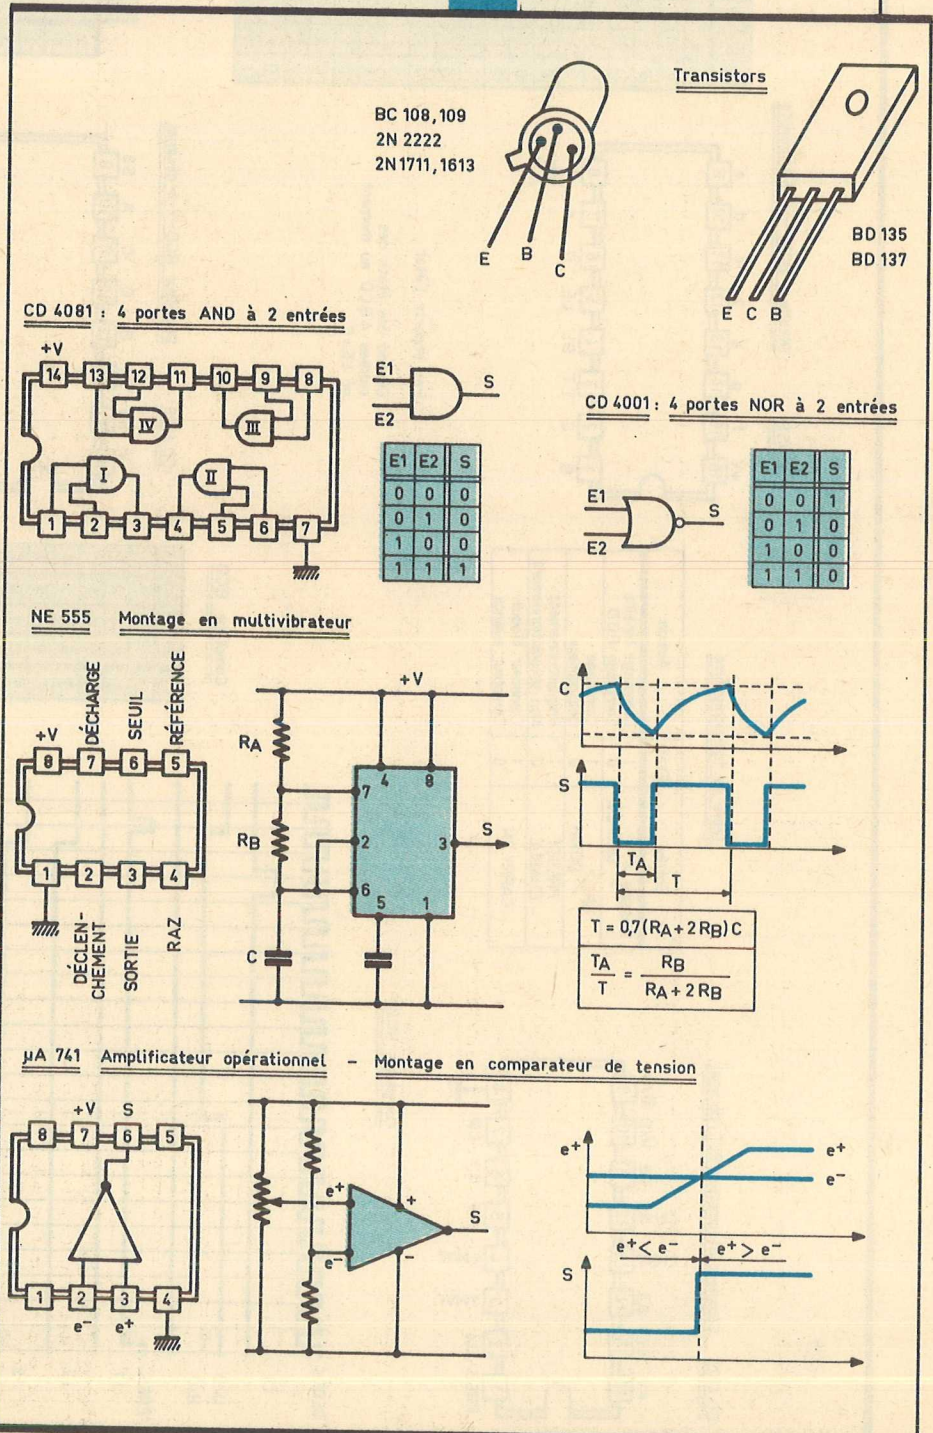 Transistors
BC 108, 109
2N 2222
2N 1711, 1613
E B C
BD 135
BD 137
E C B
CD 4081 : 4 portes AND à 2 entrées
+V
14 13 12 11 10 9 8
IV III
I II
1 2 3 4 5 6 7
E1
E2
S
E1 E2 S
0 0 0
0 1 0
1 0 0
1 1 1
CD 4001 : 4 portes NOR à 2 entrées
E1
E2
S
E1 E2 S
0 0 1
0 1 0
1 0 0
1 1 0
NE 555 Montage en multivibrateur
+V DÉCHARGE SEUIL RÉFÉRENCE
8 7 6 5
1 2 3 4
DÉCLEN-
CHEMENT
SORTIE
RAZ
+V
RA
RB
C
4 8
7
2
3
6
5 1
S
C
S
TA
T
T = 0,7 (RA + 2 RB) C
TA / T = RB / RA + 2 RB
µA 741 Amplificateur opérationnel – Montage en comparateur de tension
+V S
8 7 6 5
1 2 3 4
e- e+
e+
e-
+
-
S
e+
e+
e-
e+ < e- e+ > e-
S